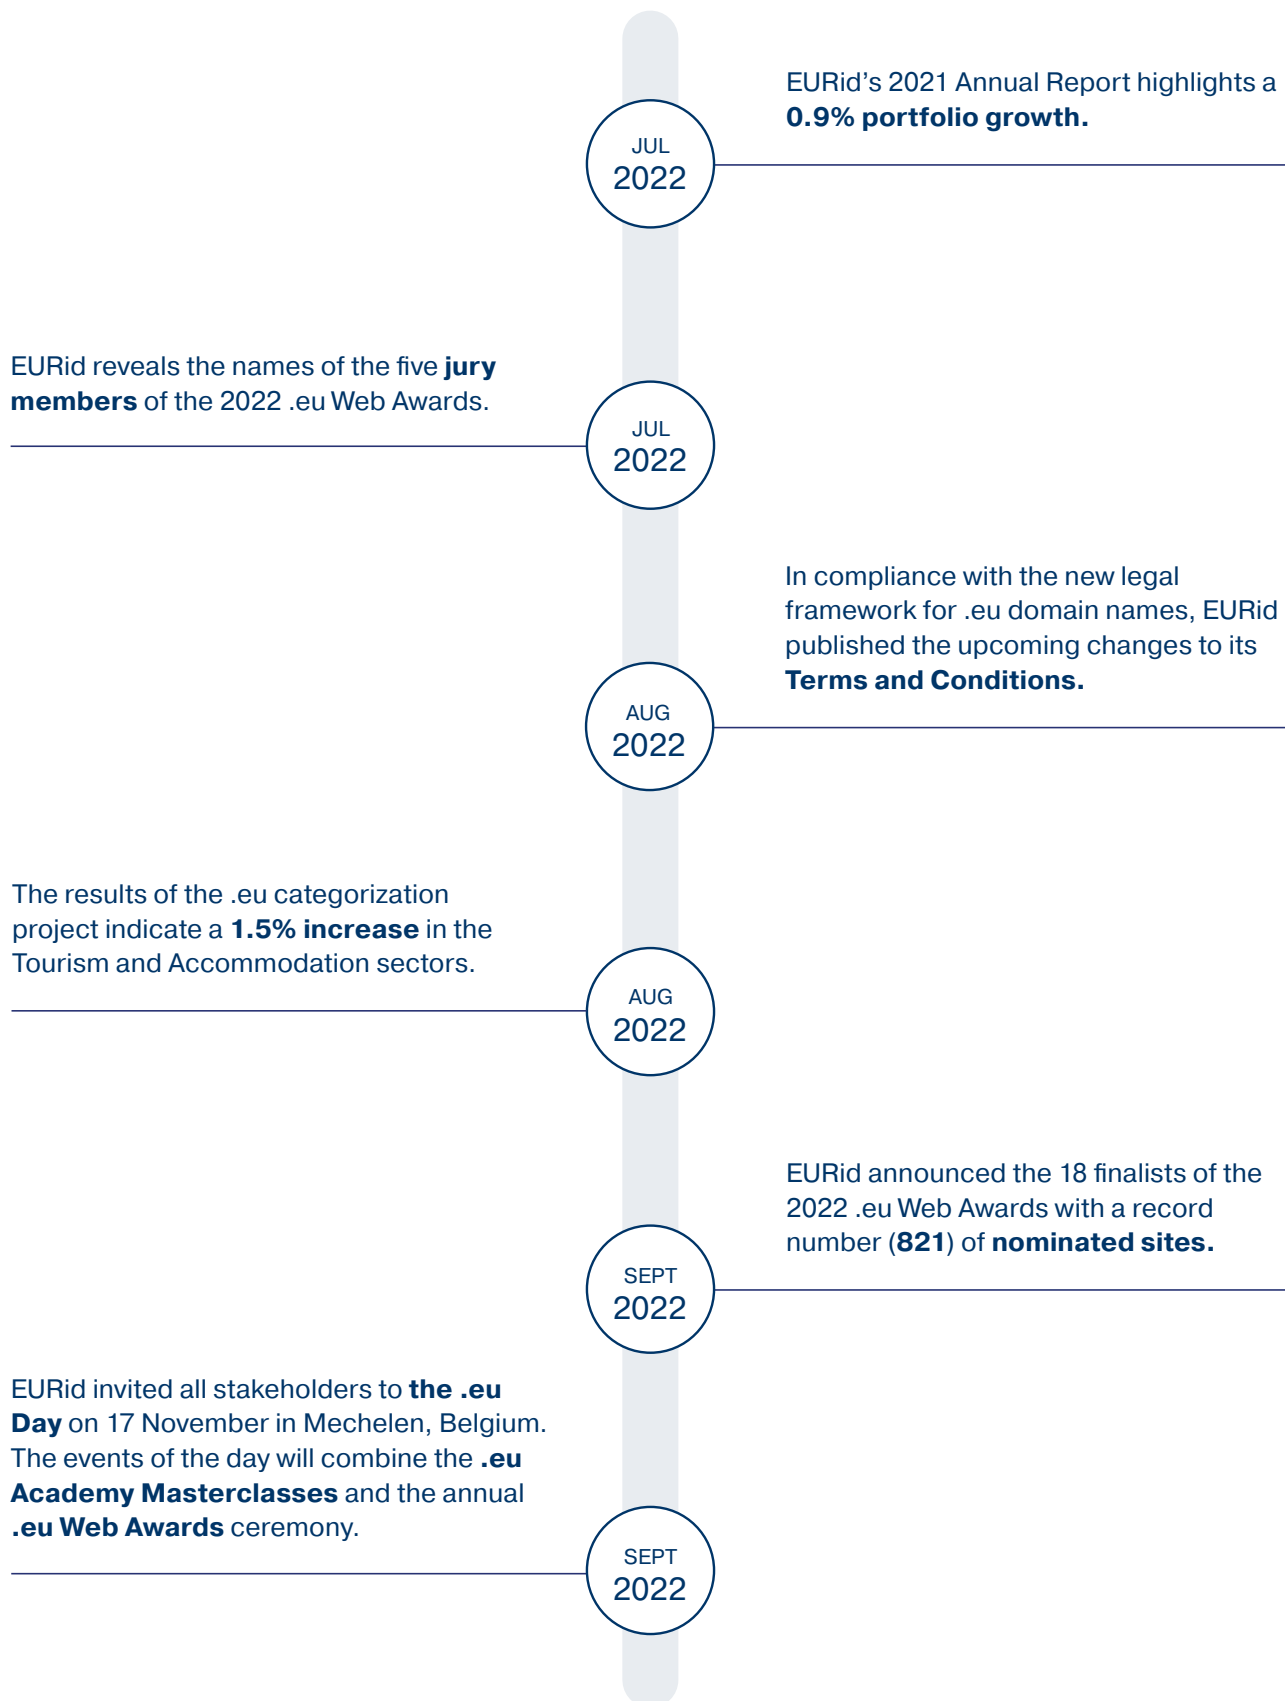 EURid’s 2021 Annual Report highlights a
0.9% portfolio growth.
JUL
2022
EURid reveals the names of the five jury
members of the 2022 .eu Web Awards.
JUL
2022
In compliance with the new legal
framework for .eu domain names, EURid
published the upcoming changes to its
Terms and Conditions.
AUG
2022
The results of the .eu categorization
project indicate a 1.5% increase in the
Tourism and Accommodation sectors.
AUG
2022
EURid announced the 18 finalists of the
2022 .eu Web Awards with a record
number (821) of nominated sites.
SEPT
2022
EURid invited all stakeholders to the .eu
Day on 17 November in Mechelen, Belgium.
The events of the day will combine the .eu
Academy Masterclasses and the annual
.eu Web Awards ceremony.
SEPT
2022